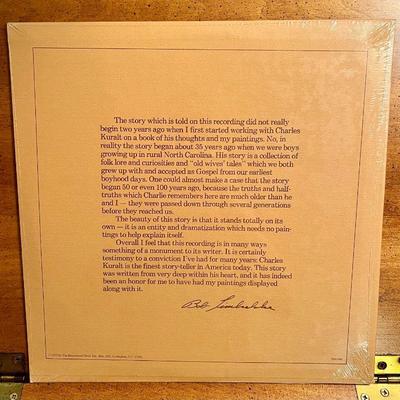 The story which is told on this recording did not really
begin two years ago when I first started working with Charles
Kuralt on a book of his thoughts and my paintings. No, in
reality the story began about 35 years ago when we were boys
growing up in rural North Carolina. His story is a collection of
folk lore and curiosities and "old wives' tales" which we both
grew up with and accepted as Gospel from our earliest
boyhood days. One could almost make a case that the story
began 50 or even 100 years ago, because the truths and half-
truths which Charlie remembers here are much older than he
and I — they were passed down through several generations
before they reached us.
The beauty of this story is that it stands totally on its
own — it is an entity and dramatization which needs no pain-
tings to help explain itself.
Overall I feel that this recording is in many ways
something of a monument to its writer. It is certainly
testimony to a conviction I've had for many years: Charles
Kuralt is the finest story-teller in America today. This story
was written from very deep within his heart, and it has indeed
been an honor for me to have had my paintings displayed
along with it.
Bob Timberlake